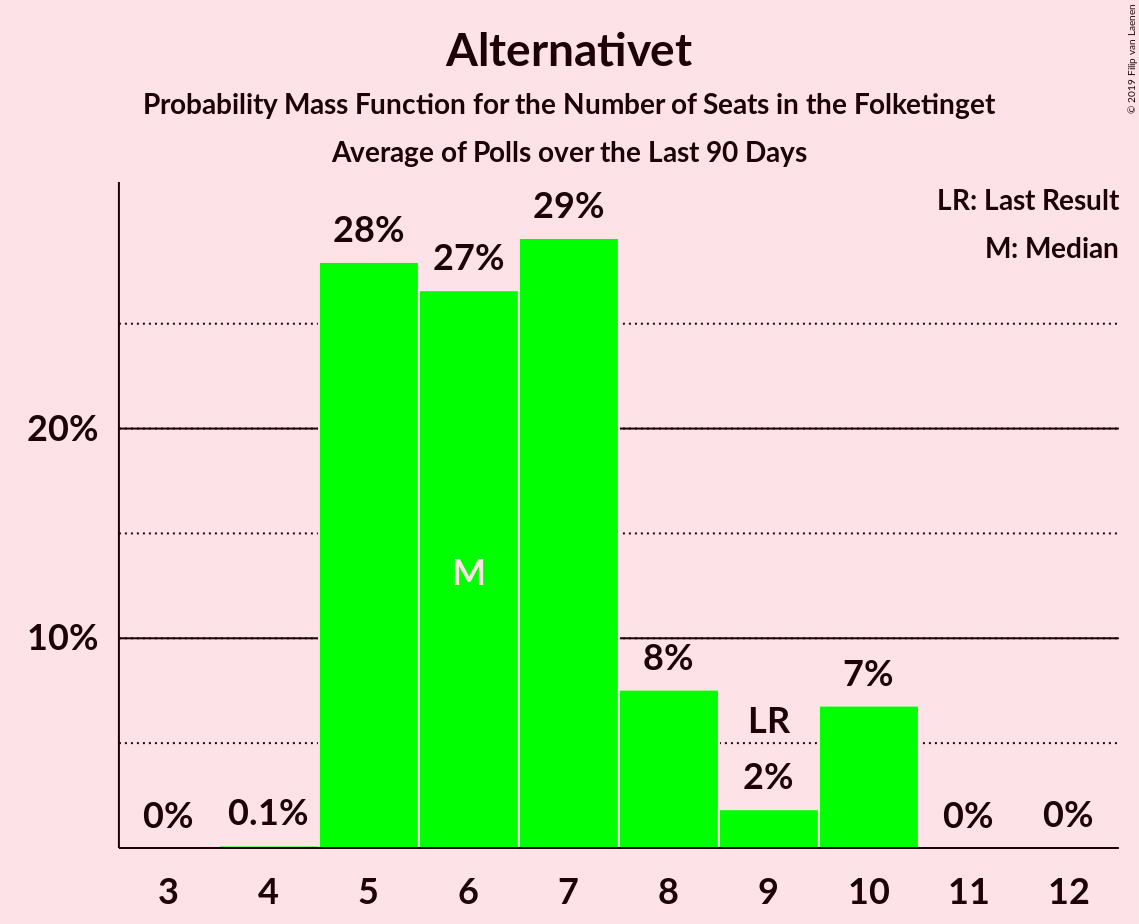 Alternativet
Probability Mass Function for the Number of Seats in the Folketinget
Average of Polls over the Last 90 Days
© 2019 Filip van Laenen
LR: Last Result
M: Median
29%
28%
27%
20%
M
10%
8%
7%
LR
2%
0%
0.1%
0%
0%
3 4 5 6 7 8 9 10 11 12